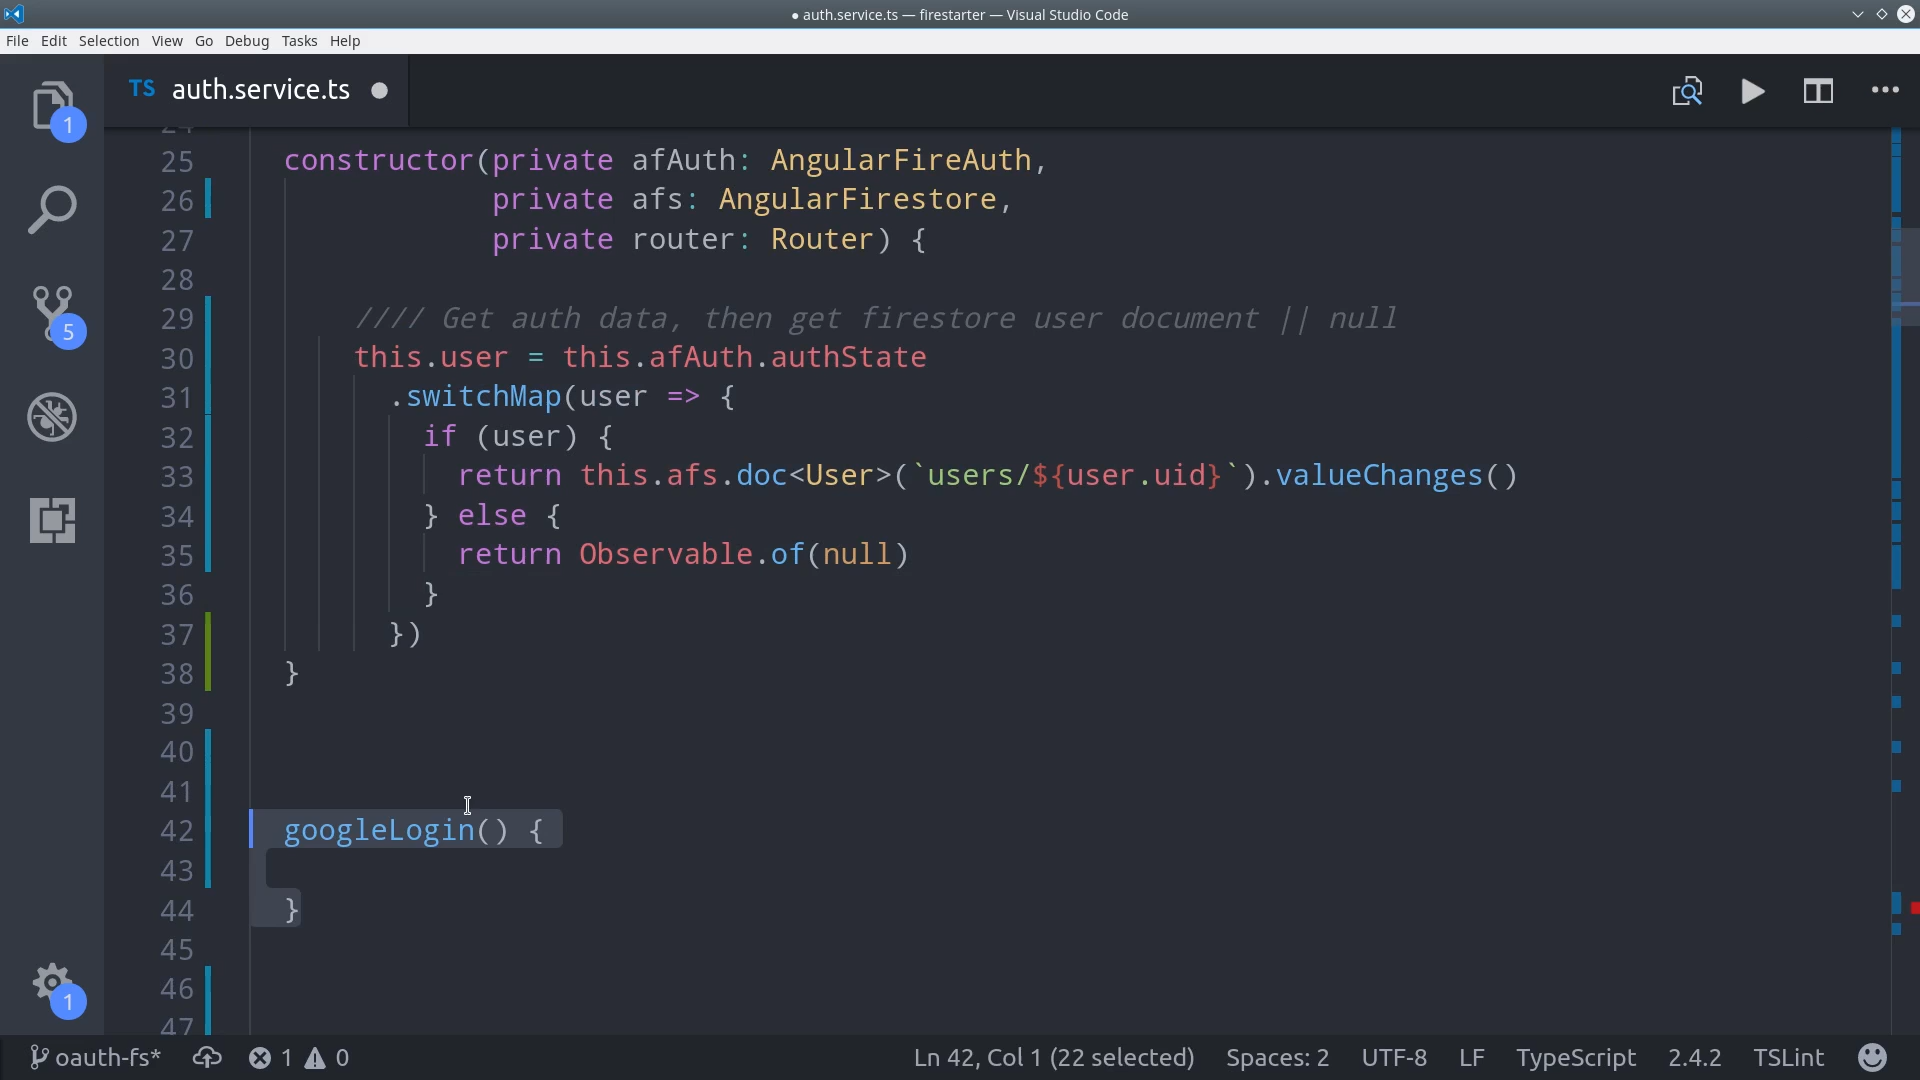 ● auth.service.ts — firestarter — Visual Studio Code
File Edit Selection View Go Debug Tasks Help
1
TS auth.service.ts
24
25 constructor(private afAuth: AngularFireAuth,
26 private afs: AngularFirestore,
27 private router: Router) {
28
29 //// Get auth data, then get firestore user document || null
30 this.user = this.afAuth.authState
31 .switchMap(user => {
32 if (user) {
33 return this.afs.doc<User>(`users/${user.uid}`).valueChanges()
34 } else {
35 return Observable.of(null)
36 }
37 })
38 }
39
40
41
42 googleLogin() {
43
44 }
45
46
47
5
1
oauth-fs* 1 0 Ln 42, Col 1 (22 selected) Spaces: 2 UTF-8 LF TypeScript 2.4.2 TSLint